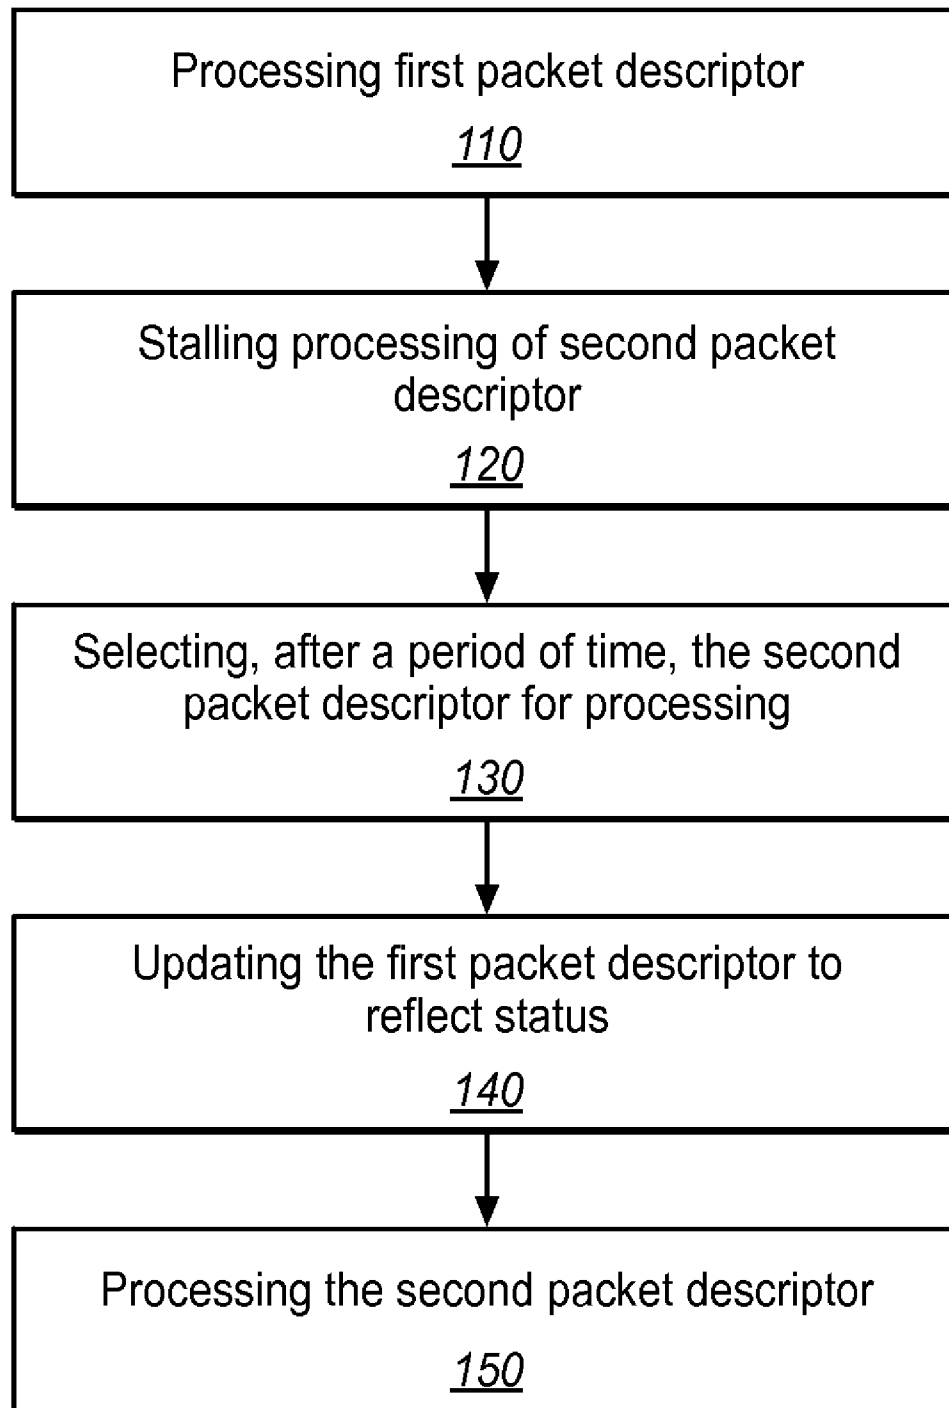 Processing first packet descriptor
110
Stalling processing of second packet
descriptor
120
Selecting, after a period of time, the second
packet descriptor for processing
130
Updating the first packet descriptor to
reflect status
140
Processing the second packet descriptor
150